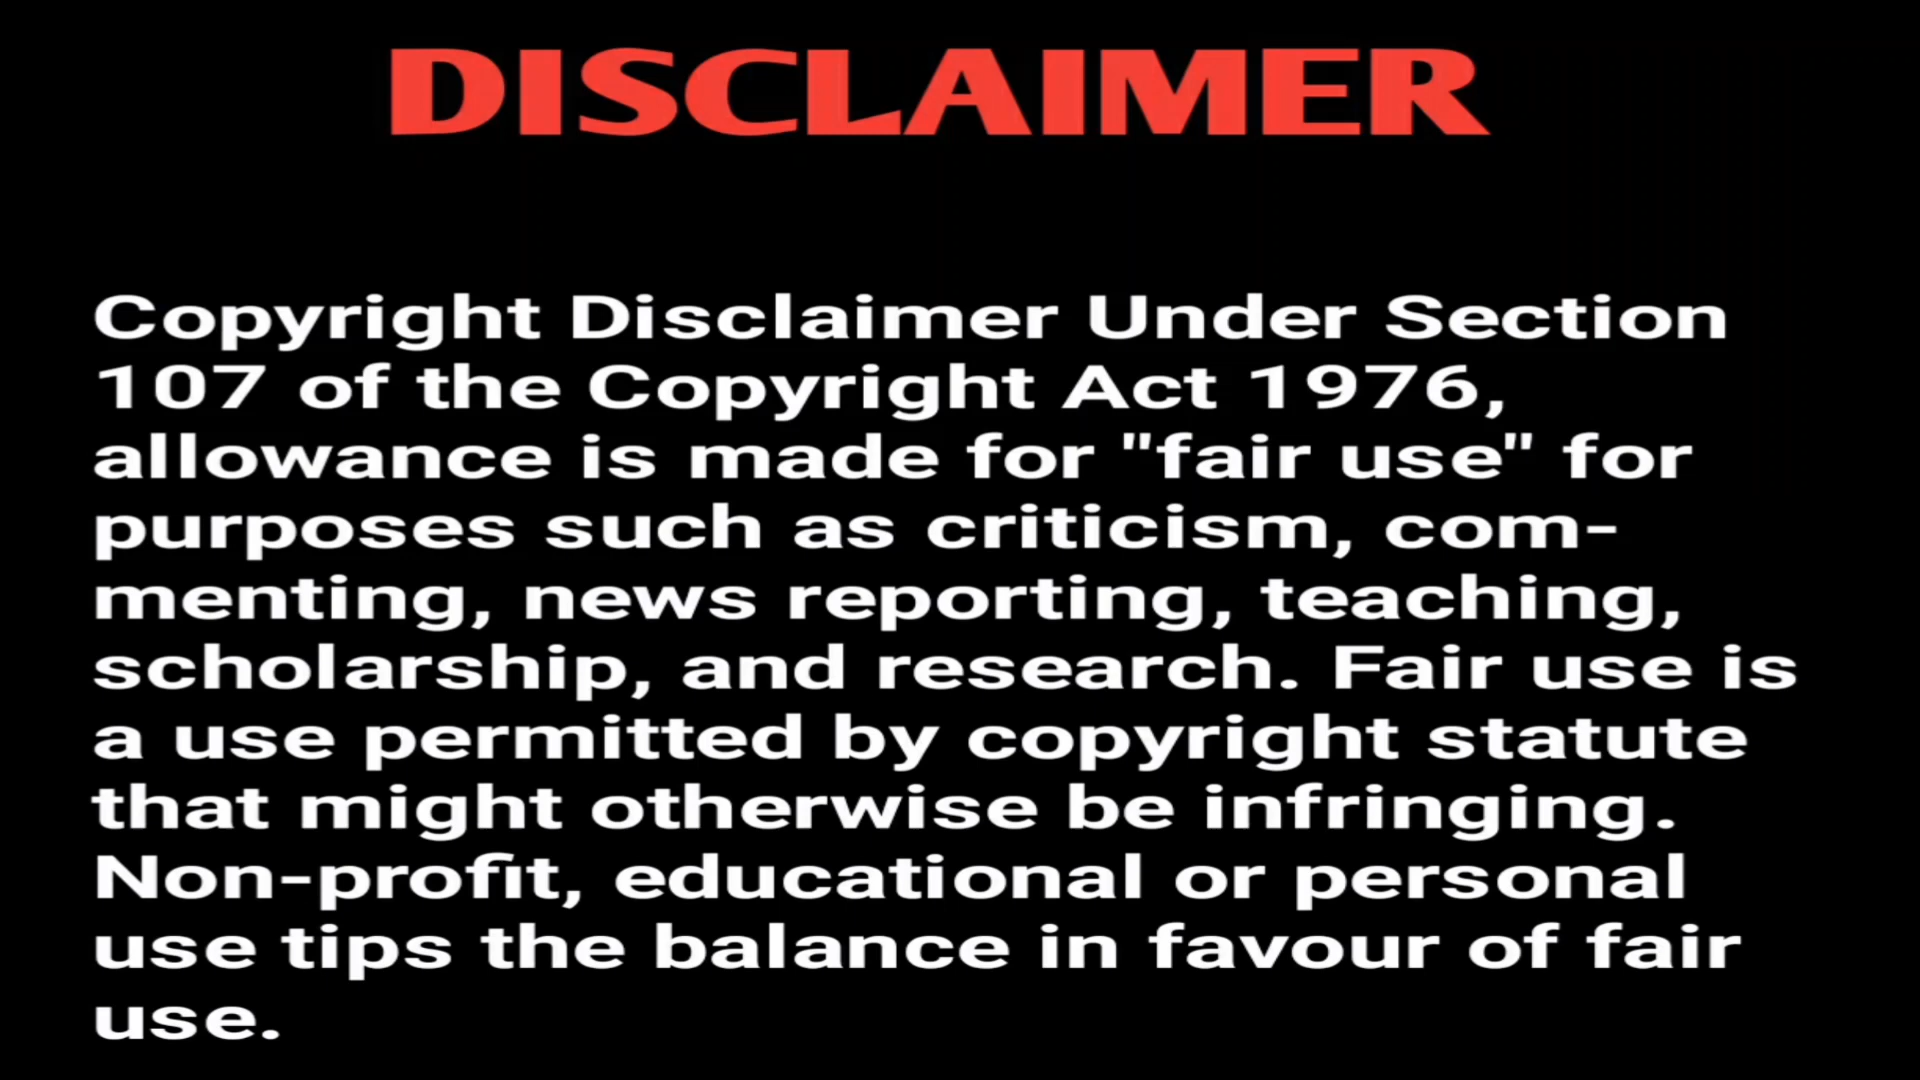 DISCLAIMER
Copyright Disclaimer Under Section
107 of the Copyright Act 1976,
allowance is made for "fair use" for
purposes such as criticism, com-
menting, news reporting, teaching,
scholarship, and research. Fair use is
a use permitted by copyright statute
that might otherwise be infringing.
Non-profit, educational or personal
use tips the balance in favour of fair
use.